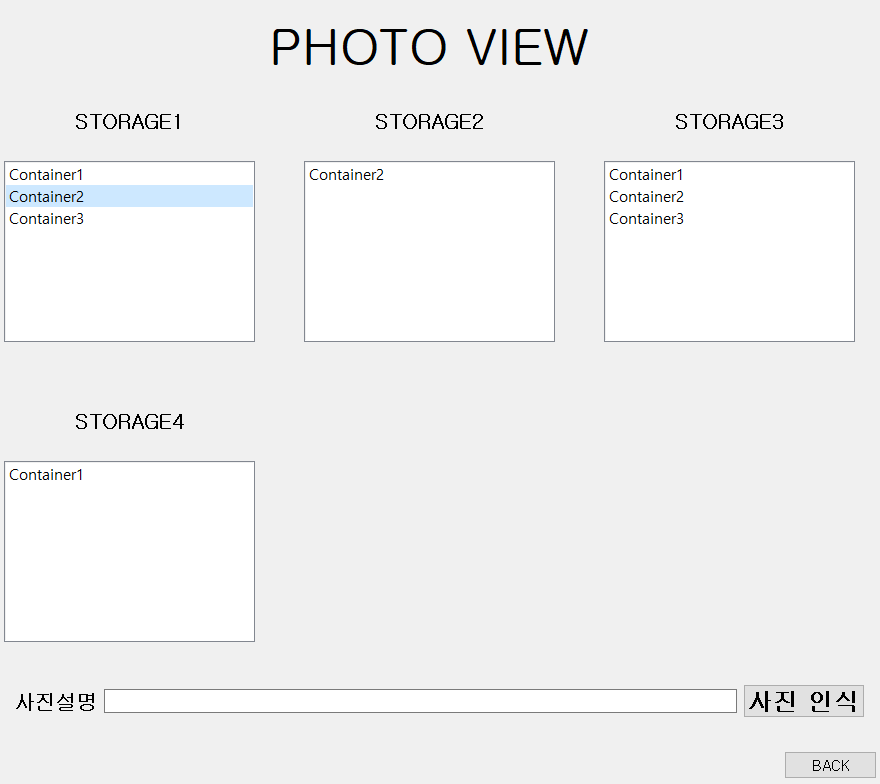 PHOTO VIEW
STORAGE1
Container1
Container2
Container3
STORAGE2
Container2
STORAGE3
Container1
Container2
Container3
STORAGE4
Container1
사진설명
사진 인식
BACK